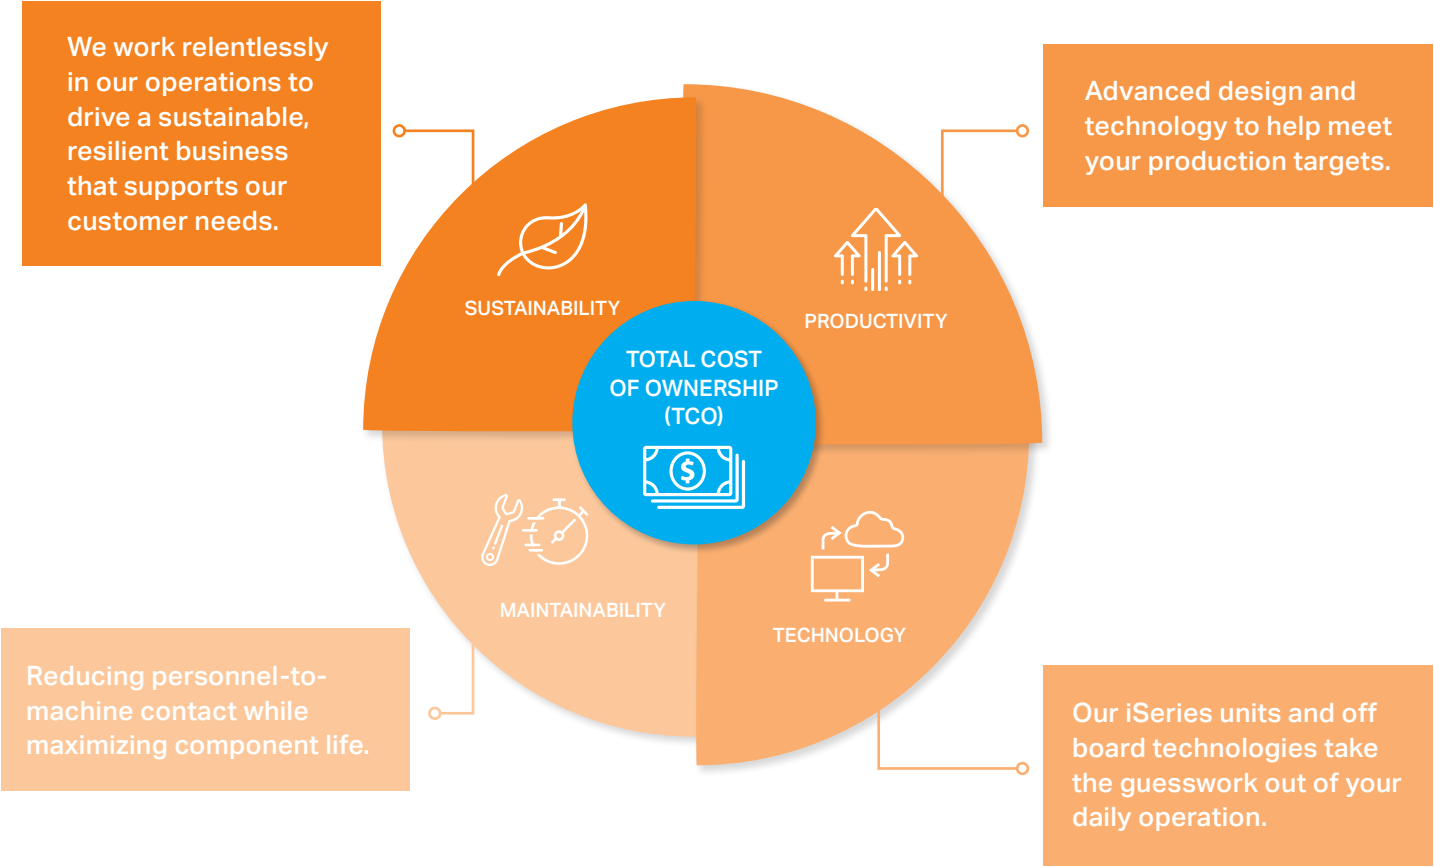 We work relentlessly
in our operations to
drive a sustainable,
resilient business
that supports our
customer needs.
Advanced design and
technology to help meet
your production targets.
SUSTAINABILITY
PRODUCTIVITY
TOTAL COST
OF OWNERSHIP
(TCO)
$
MAINTAINABILITY
TECHNOLOGY
Reducing personnel-to-
machine contact while
maximizing component life.
Our iSeries units and off
board technologies take
the guesswork out of your
daily operation.